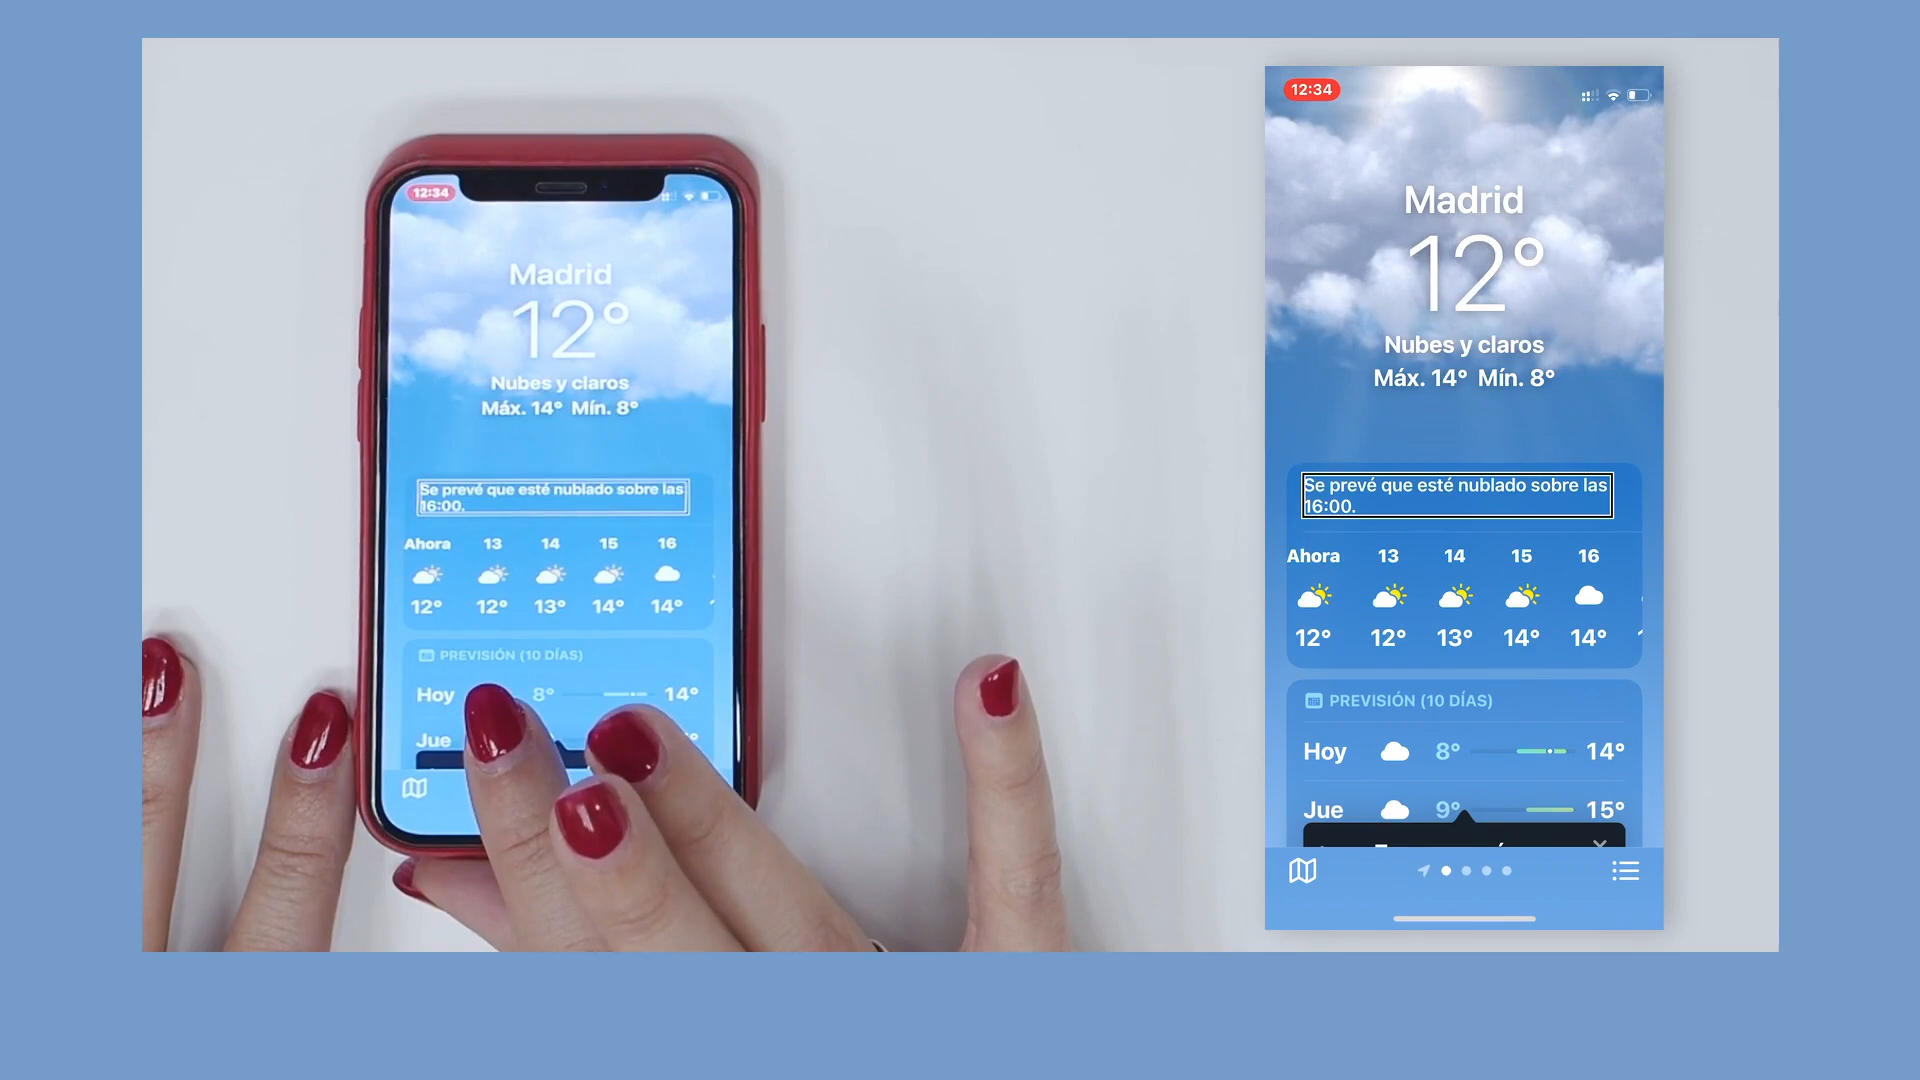 12:34
Madrid
12°
Nubes y claros
Máx. 14° Mín. 8°
Se prevé que esté nublado sobre las
16:00.
Ahora 13 14 15 16
12° 12° 13° 14° 14°
PREVISIÓN (10 DÍAS)
Hoy 8° 14°
Jue
12:34
Madrid
12°
Nubes y claros
Máx. 14° Mín. 8°
Se prevé que esté nublado sobre las
16:00.
Ahora 13 14 15 16
12° 12° 13° 14° 14°
PREVISIÓN (10 DÍAS)
Hoy 8° 14°
Jue 9° 15°